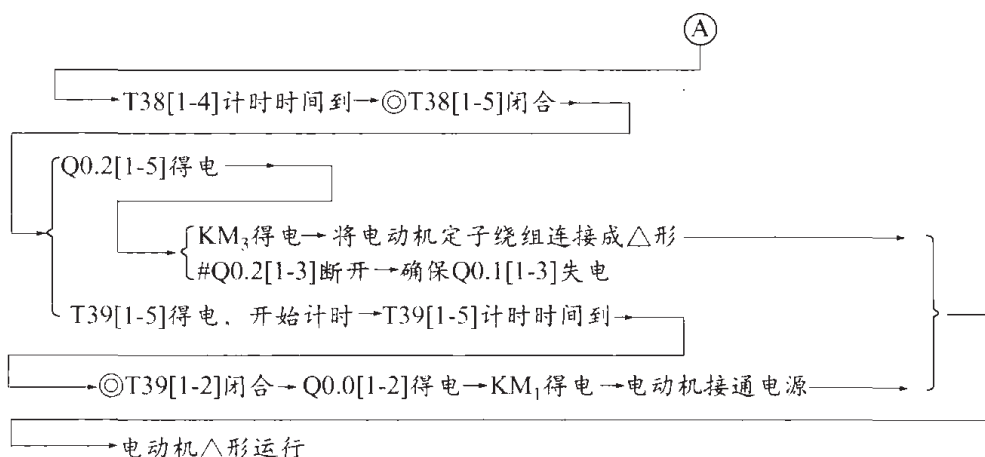 Ⓐ
T38[1-4]计时时间到→◎T38[1-5]闭合→
Q0.2[1-5]得电→
KM₃得电→将电动机定子绕组连接成△形→
#Q0.2[1-3]断开→确保Q0.1[1-3]失电
T39[1-5]得电、开始计时→T39[1-5]计时时间到→
→◎T39[1-2]闭合→Q0.0[1-2]得电→KM₁得电→电动机接通电源→
→电动机△形运行